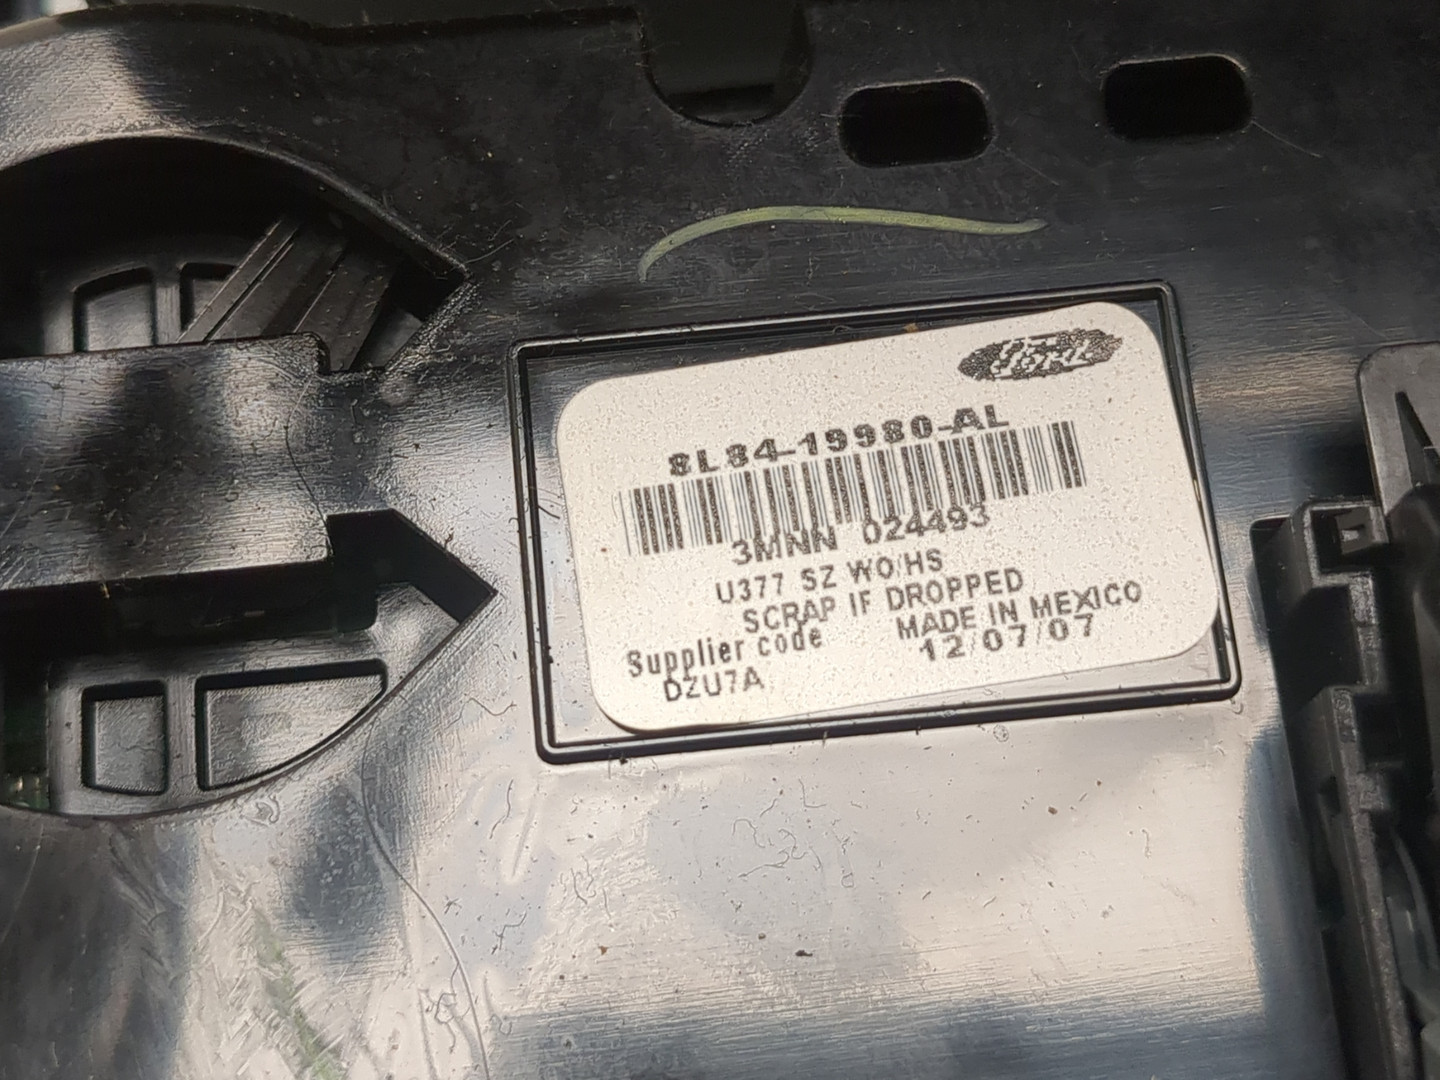 Ford
8L84-19980-AL
3MNN 024493
U377 SZ WO/HS
SCRAP IF DROPPED
MADE IN MEXICO
Supplier code
12/07/07
DZU7A